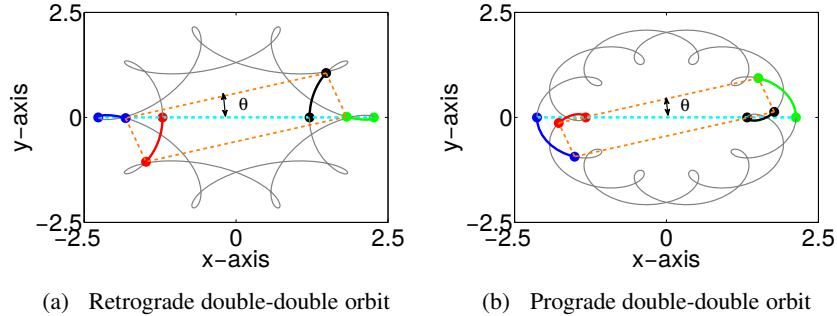 2.5
y-axis
0
θ
-2.5
-2.5
0
2.5
x-axis
(a) Retrograde double-double orbit
2.5
y-axis
0
θ
-2.5
-2.5
0
2.5
x-axis
(b) Prograde double-double orbit